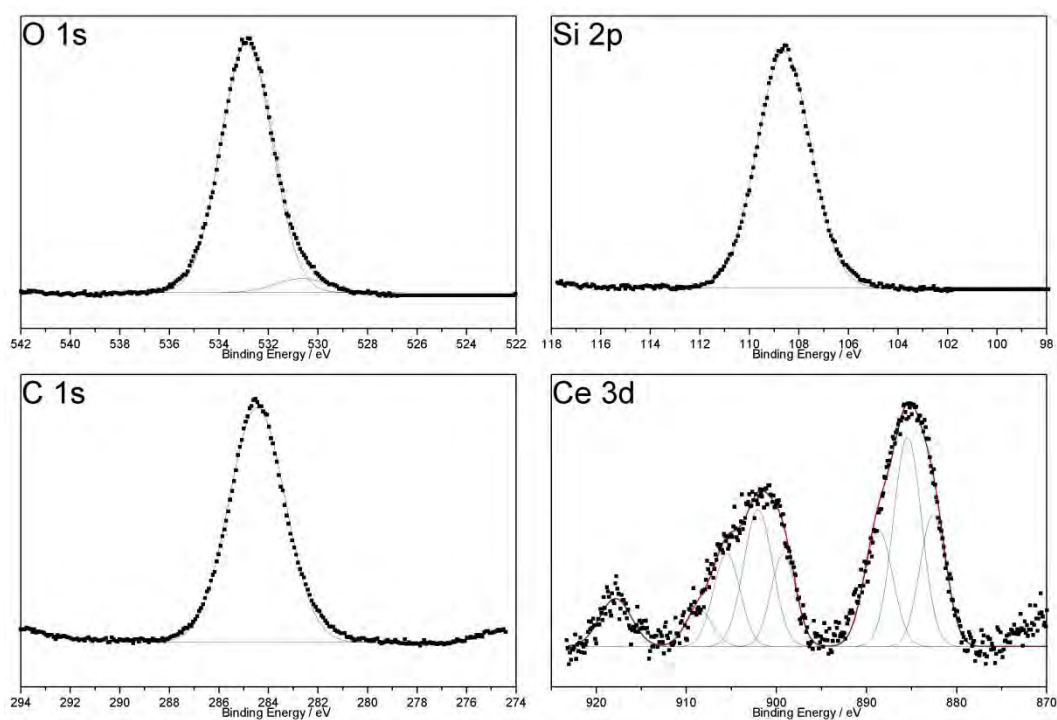 O 1s
542 540 538 536 534 532 530 528 526 524 522
Binding Energy / eV
Si 2p
118 116 114 112 110 108 106 104 102 100 98
Binding Energy / eV
C 1s
294 292 290 288 286 284 282 280 278 276 274
Binding Energy / eV
Ce 3d
920 910 900 890 880 870
Binding Energy / eV